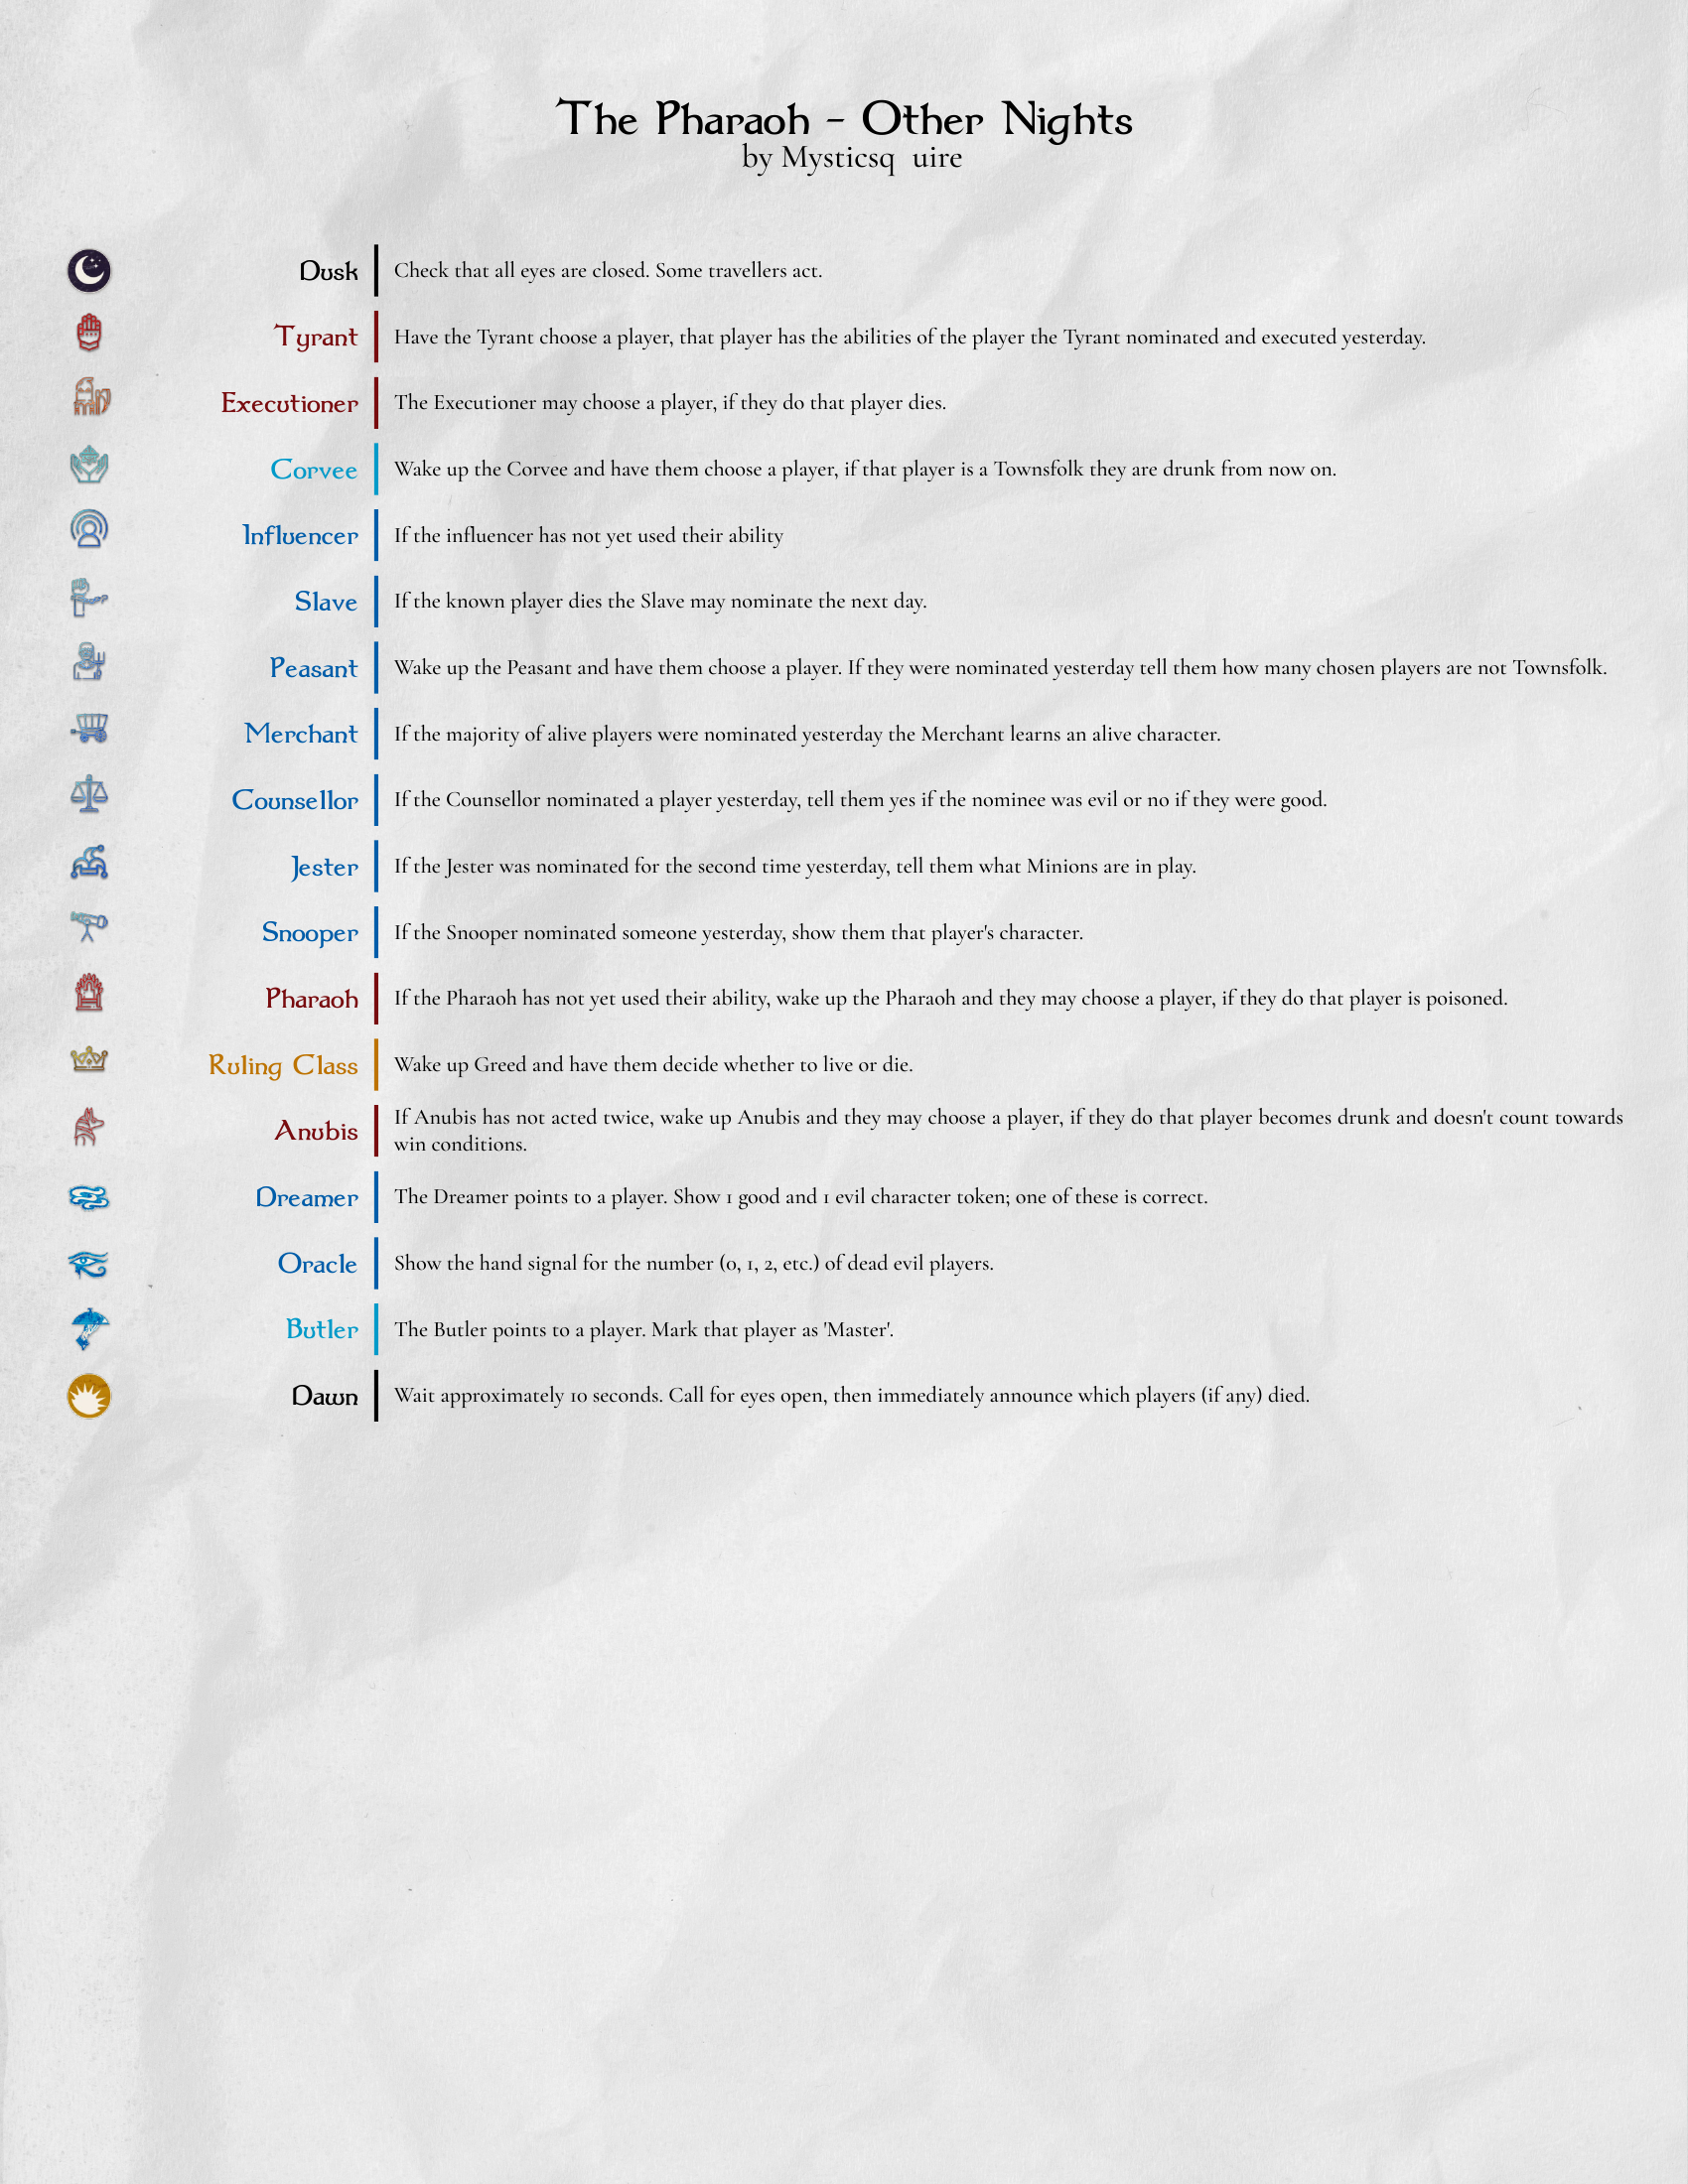 The Pharaoh - Other Nights
by Mysticsq uire
Dusk
Check that all eyes are closed. Some travellers act.
Tyrant
Have the Tyrant choose a player, that player has the abilities of the player the Tyrant nominated and executed yesterday.
Executioner
The Executioner may choose a player, if they do that player dies.
Corvee
Wake up the Corvee and have them choose a player, if that player is a Townsfolk they are drunk from now on.
Influencer
If the influencer has not yet used their ability
Slave
If the known player dies the Slave may nominate the next day.
Peasant
Wake up the Peasant and have them choose a player. If they were nominated yesterday tell them how many chosen players are not Townsfolk.
Merchant
If the majority of alive players were nominated yesterday the Merchant learns an alive character.
Counsellor
If the Counsellor nominated a player yesterday, tell them yes if the nominee was evil or no if they were good.
Jester
If the Jester was nominated for the second time yesterday, tell them what Minions are in play.
Snooper
If the Snooper nominated someone yesterday, show them that player's character.
Pharaoh
If the Pharaoh has not yet used their ability, wake up the Pharaoh and they may choose a player, if they do that player is poisoned.
Ruling Class
Wake up Greed and have them decide whether to live or die.
Anubis
If Anubis has not acted twice, wake up Anubis and they may choose a player, if they do that player becomes drunk and doesn't count towards
win conditions.
Dreamer
The Dreamer points to a player. Show 1 good and 1 evil character token; one of these is correct.
Oracle
Show the hand signal for the number (0, 1, 2, etc.) of dead evil players.
Butler
The Butler points to a player. Mark that player as 'Master'.
Dawn
Wait approximately 10 seconds. Call for eyes open, then immediately announce which players (if any) died.